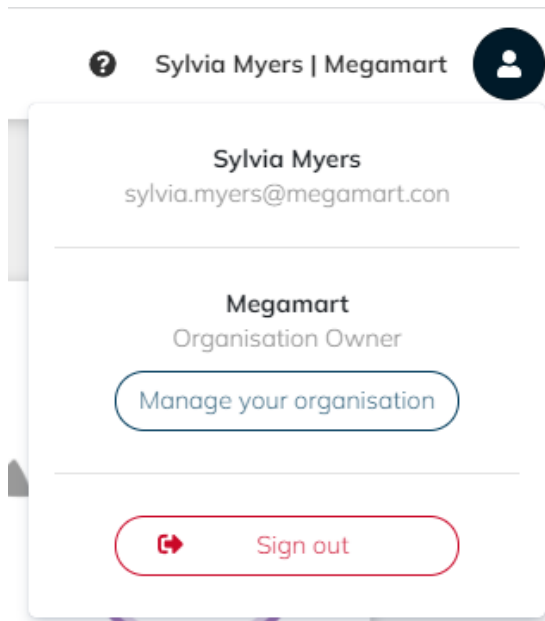 Sylvia Myers | Megamart
Sylvia Myers
sylvia.myers@megamart.con
Megamart
Organisation Owner
Manage your organisation
Sign out